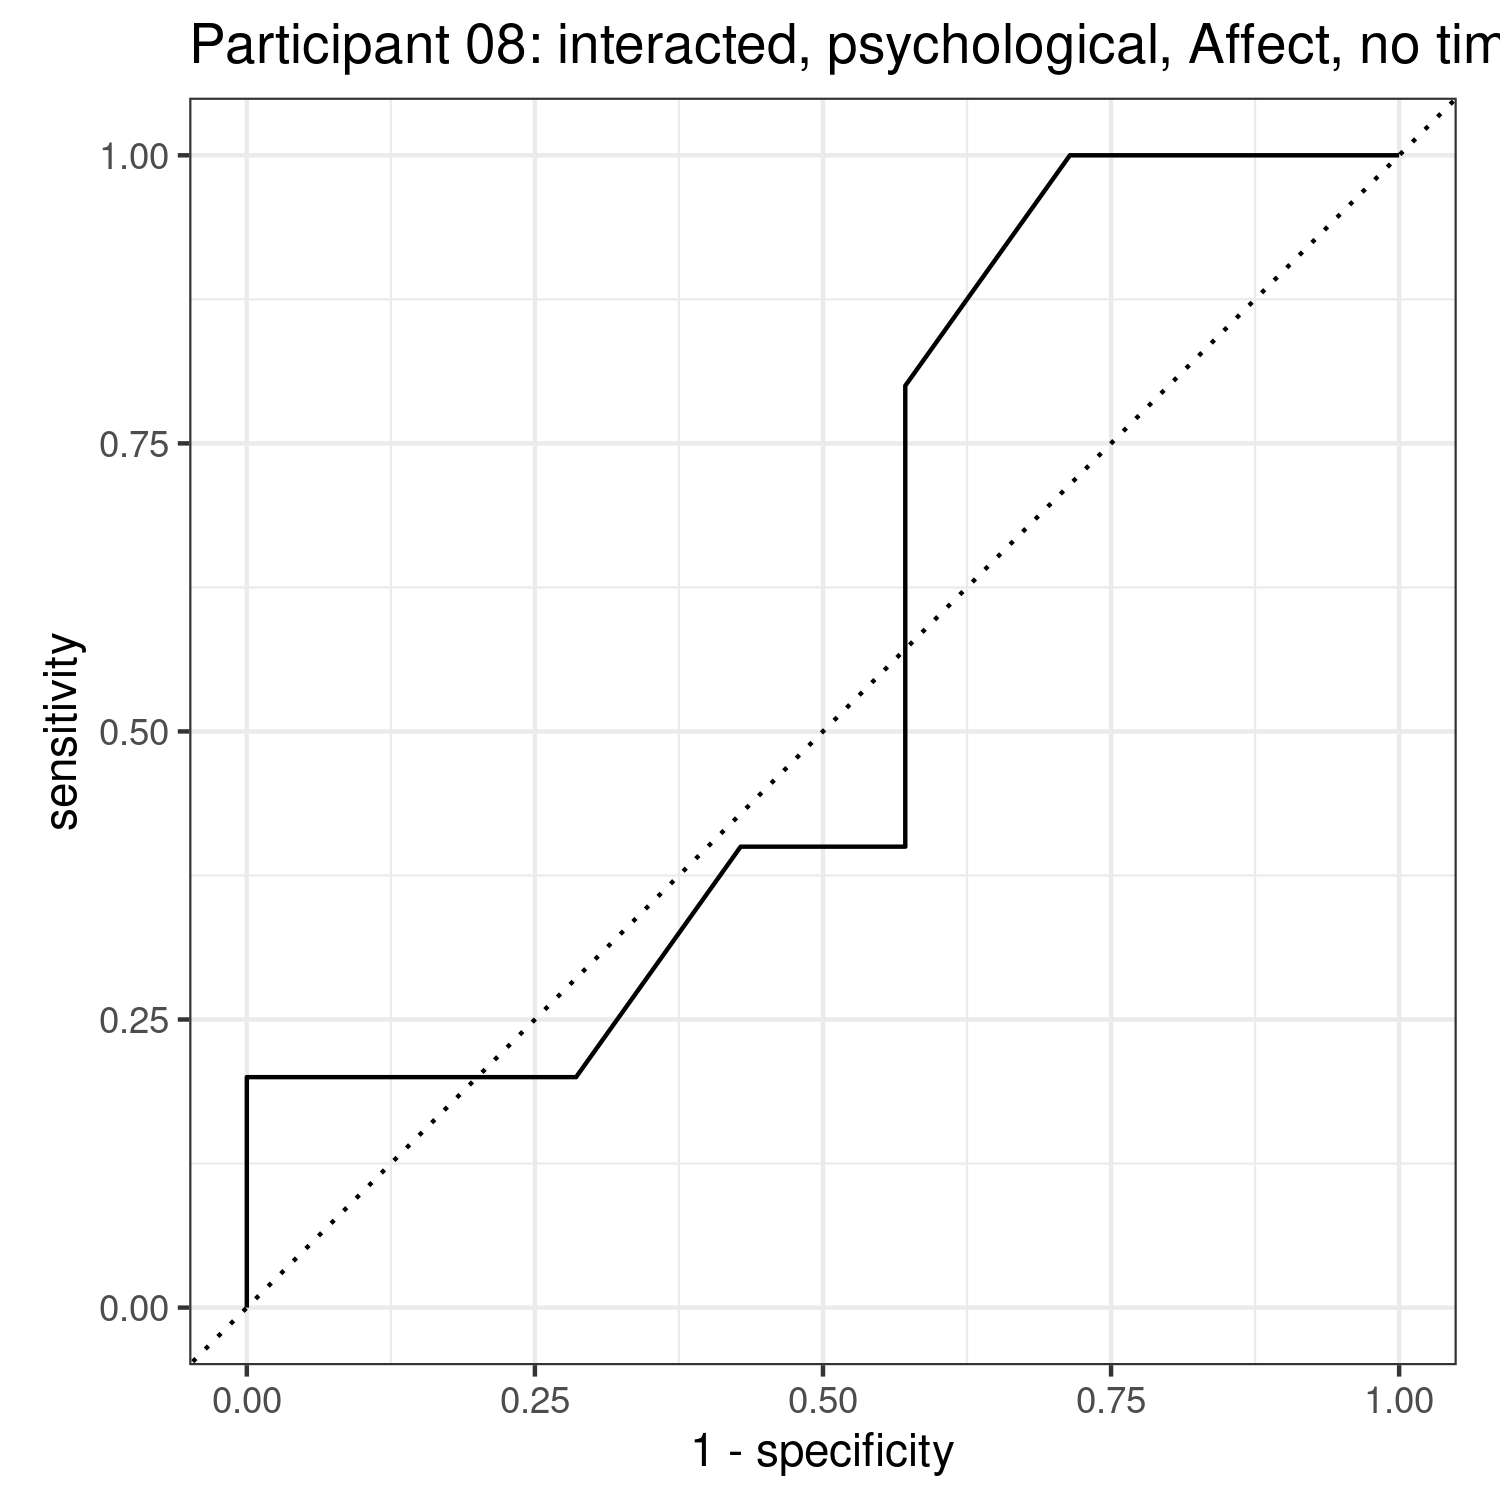 Participant 08: interacted, psychological, Affect, no tim
1.00
0.75
0.50
0.25
0.00
sensitivity
0.00 0.25 0.50 0.75 1.00
1 - specificity